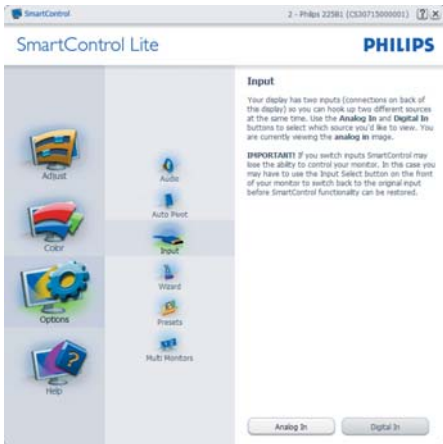 SmartControl
2 - Philips 225B1 (CS30715000001)
SmartControl Lite
PHILIPS
Adjust
Color
Options
Help
Audio
Auto Pivot
Input
Wizard
Presets
Multi Monitors
Input
Your display has two inputs (connections on back of
the display) so you can hook up two different sources
at the same time. Use the Analog In and Digital In
buttons to select which source you'd like to view. You
are currently viewing the analog in image.
IMPORTANT! If you switch inputs SmartControl may
lose the ability to control your monitor. In this case you
may have to use the Input Select button on the front
of your monitor to switch back to the original input
before SmartControl functionality can be restored.
Analog In
Digital In